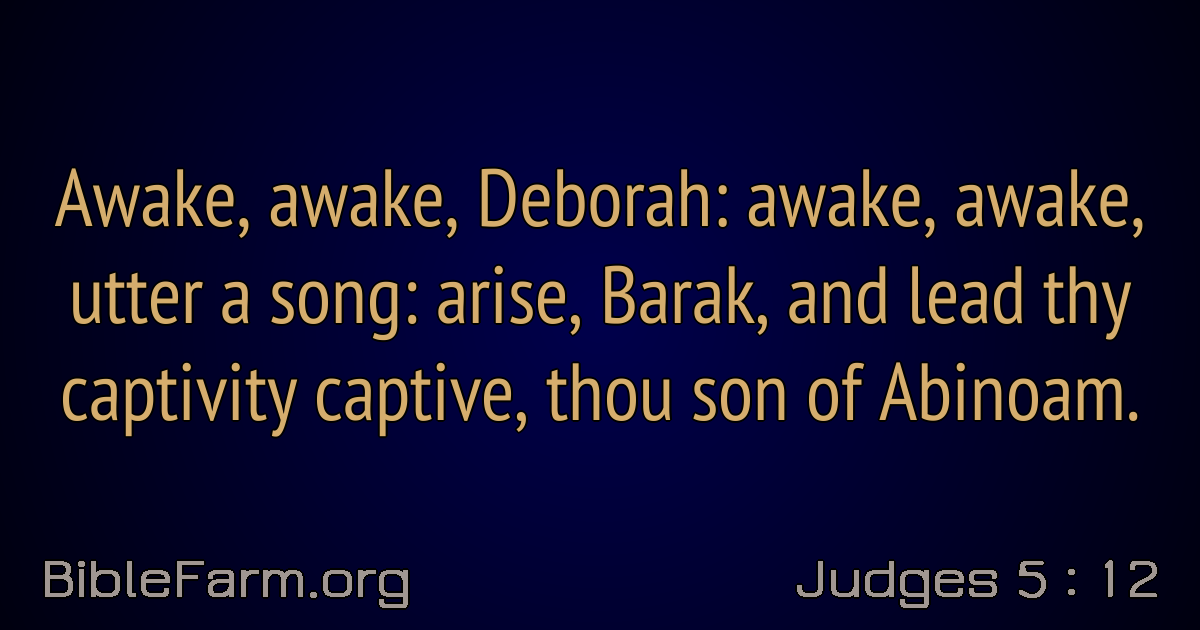 Awake, awake, Deborah: awake, awake,
utter a song: arise, Barak, and lead thy
captivity captive, thou son of Abinoam.
BibleFarm.org
Judges 5 : 12